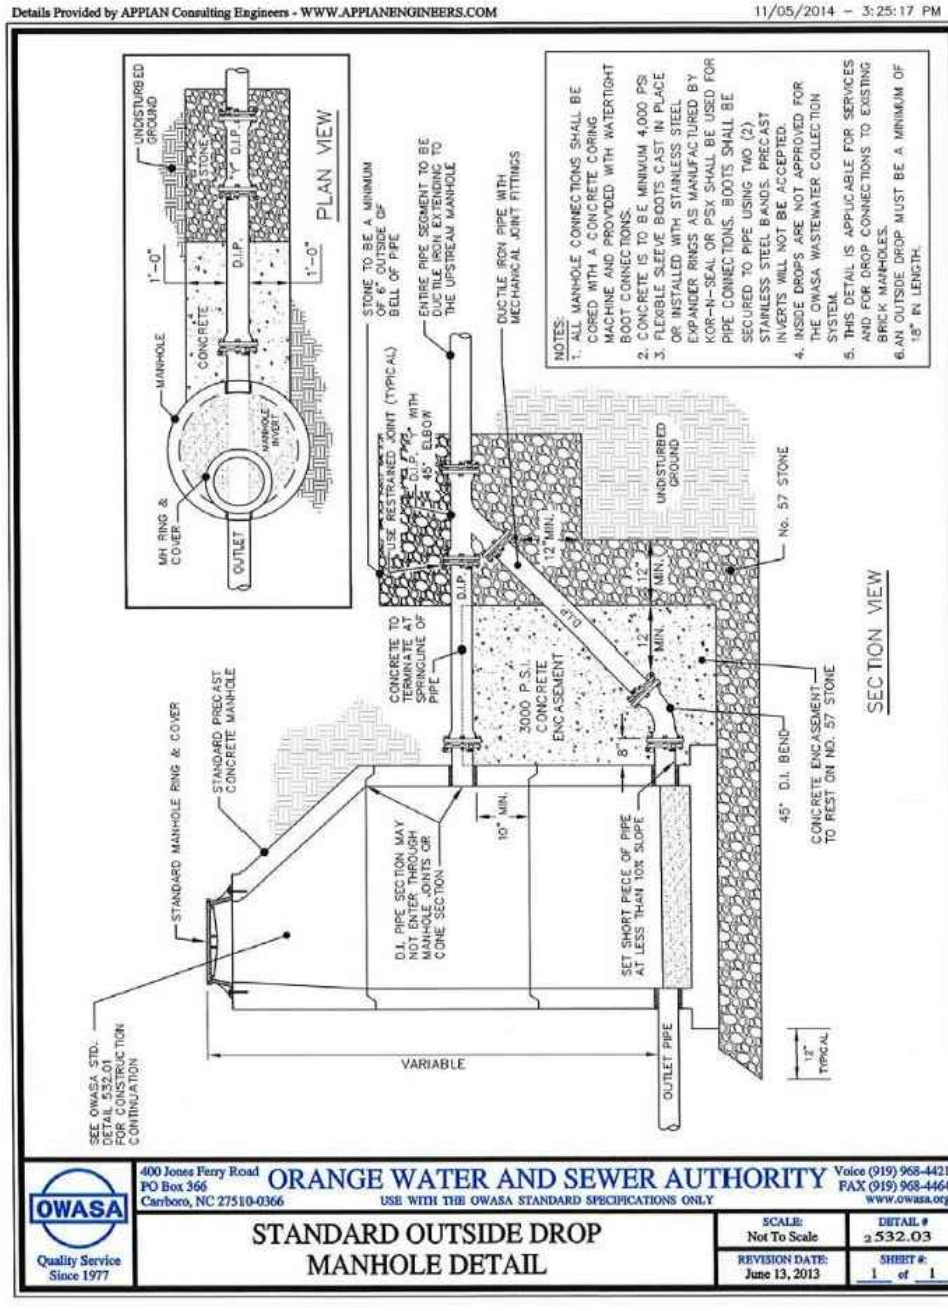 Details Provided by APPIAN Consulting Engineers - WWW.APPIANENGINEERS.COM
11/05/2014 - 3:25:17 PM
UNDISTURBED
GROUND
1'-0"
1'-0"
STONE
"Y" D.I.P.
D.I.P.
CONCRETE
MANHOLE
MANHOLE
INVERT
MH RING &
COVER
OUTLET
PLAN VIEW
STONE TO BE A MINIMUM
OF 6" OUTSIDE OF
BELL OF PIPE
ENTIRE PIPE SEGMENT TO BE
DUCTILE IRON EXTENDING TO
THE UPSTREAM MANHOLE
DUCTILE IRON PIPE WITH
MECHANICAL JOINT FITTINGS
USE RESTRAINED JOINT (TYPICAL)
D.I.P. "Y" WITH
45° ELBOW
NOTES:
1. ALL MANHOLE CONNECTIONS SHALL BE
CORED WITH A CONCRETE CORING
MACHINE AND PROVIDED WITH WATERTIGHT
BOOT CONNECTIONS.
2. CONCRETE IS TO BE MINIMUM 4,000 PSI
3. FLEXIBLE SLEEVE BOOTS CAST IN PLACE
OR INSTALLED WITH STAINLESS STEEL
EXPANDER RINGS AS MANUFACTURED BY
KOR-N-SEAL OR PSX SHALL BE USED FOR
PIPE CONNECTIONS. BOOTS SHALL BE
SECURED TO PIPE USING TWO (2)
STAINLESS STEEL BANDS. PRECAST
INVERTS WILL NOT BE ACCEPTED.
4. INSIDE DROPS ARE NOT APPROVED FOR
THE OWASA WASTEWATER COLLECTION
SYSTEM.
5. THIS DETAIL IS APPLICABLE FOR SERVICES
AND FOR DROP CONNECTIONS TO EXISTING
BRICK MANHOLES.
6. AN OUTSIDE DROP MUST BE A MINIMUM OF
18" IN LENGTH.
STANDARD MANHOLE RING & COVER
STANDARD PRECAST
CONCRETE MANHOLE
CONCRETE TO
TERMINATE AT
SPRINGLINE OF
PIPE
D.I.P.
D.I.P.
12" MIN.
12"
MIN.
12"
MIN.
UNDISTURBED
GROUND
No. 57 STONE
3000 P.S.I.
CONCRETE
ENCASEMENT
8"
10" MIN.
D.I. PIPE SECTION MAY
NOT ENTER THROUGH
MANHOLE JOINTS OR
CONE SECTION
SET SHORT PIECE OF PIPE
AT LESS THAN 10% SLOPE
45° D.I. BEND
CONCRETE ENCASEMENT
TO REST ON NO. 57 STONE
SECTION VIEW
SEE OWASA STD.
DETAIL 532.01
FOR CONSTRUCTION
CONTINUATION
VARIABLE
OUTLET PIPE
12"
TYPICAL
OWASA
Quality Service
Since 1977
400 Jones Ferry Road
PO Box 366
Carrboro, NC 27510-0366
ORANGE WATER AND SEWER AUTHORITY
USE WITH THE OWASA STANDARD SPECIFICATIONS ONLY
Voice (919) 968-4421
FAX (919) 968-4464
www.owasa.org
STANDARD OUTSIDE DROP
MANHOLE DETAIL
SCALE:
Not To Scale
DETAIL #
2 532.03
REVISION DATE:
June 13, 2013
SHEET #:
1 of 1